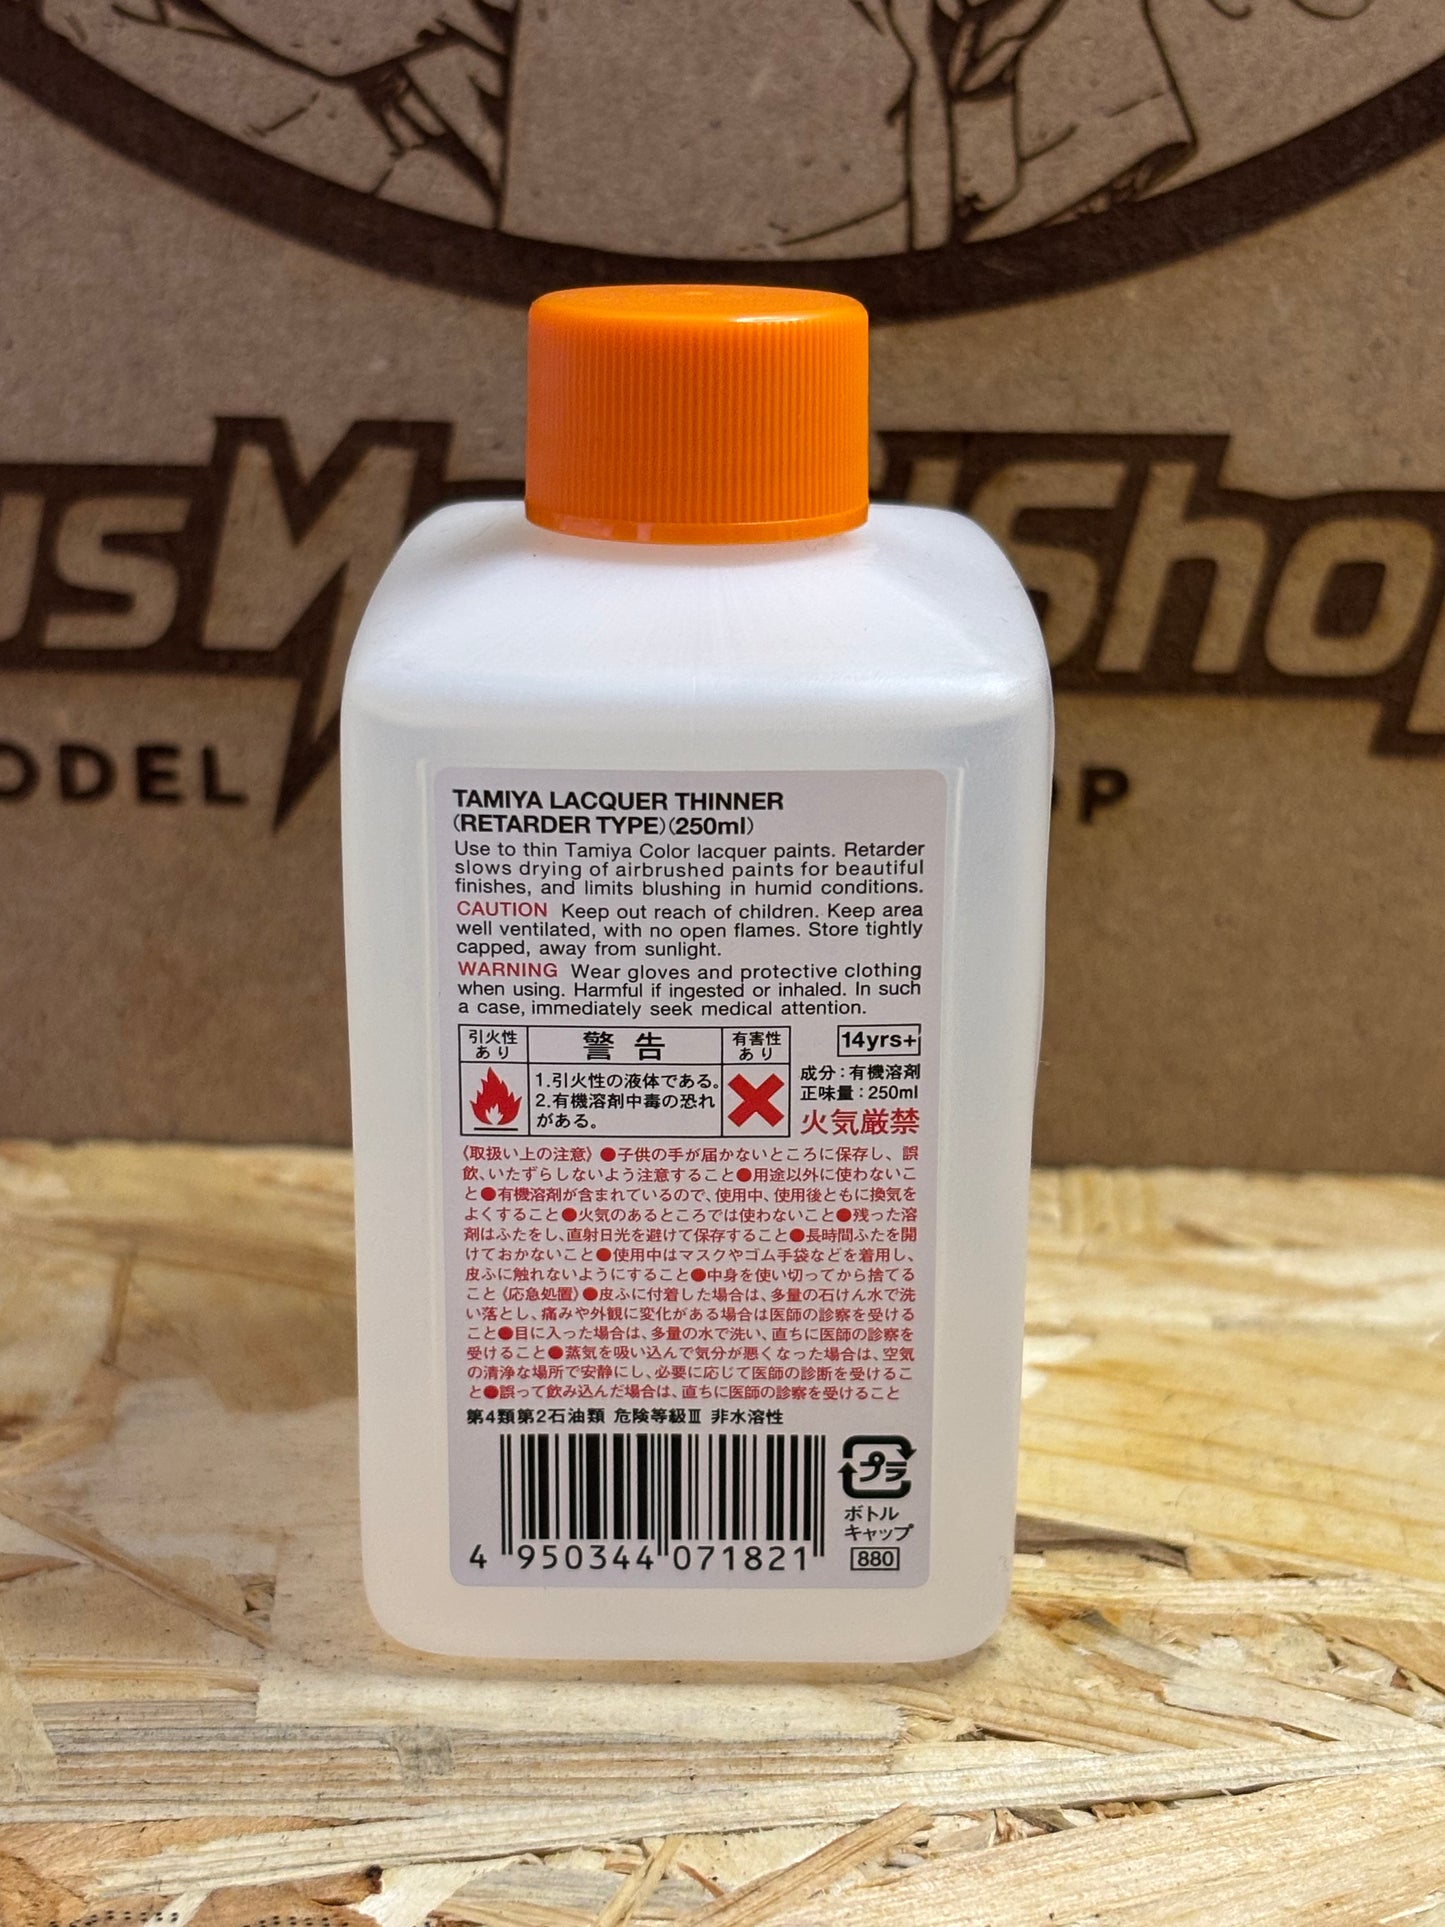 usM lShop
ODEL OP
TAMIYA LACQUER THINNER
(RETARDER TYPE)(250ml)
Use to thin Tamiya Color lacquer paints. Retarder
slows drying of airbrushed paints for beautiful
finishes, and limits blushing in humid conditions.
CAUTION Keep out reach of children. Keep area
well ventilated, with no open flames. Store tightly
capped, away from sunlight.
WARNING Wear gloves and protective clothing
when using. Harmful if ingested or inhaled. In such
a case, immediately seek medical attention.
引火性
あり
警告
有害性
あり
1.引火性の液体である。
2.有機溶剤中毒の恐れ
がある。
14yrs+
成分:有機溶剤
正味量:250ml
火気厳禁
《取扱い上の注意》●子供の手が届かないところに保存し、誤
飲、いたずらしないよう注意すること●用途以外に使わないこ
と●有機溶剤が含まれているので、使用中、使用後ともに換気を
よくすること●火気のあるところでは使わないこと●残った溶
剤はふたをし、直射日光を避けて保存すること●長時間ふたを開
けておかないこと●使用中はマスクやゴム手袋などを着用し、
皮ふに触れないようにすること●中身を使い切ってから捨てる
こと《応急処置》●皮ふに付着した場合は、多量の石けん水で洗
い落とし、痛みや外観に変化がある場合は医師の診察を受ける
こと●目に入った場合は、多量の水で洗い、直ちに医師の診察を
受けること●蒸気を吸い込んで気分が悪くなった場合は、空気
の清浄な場所で安静にし、必要に応じて医師の診断を受けるこ
と●誤って飲み込んだ場合は、直ちに医師の診察を受けること
第4類第2石油類 危険等級Ⅲ 非水溶性
4 950344 071821
プラ
ボトル
キャップ
880